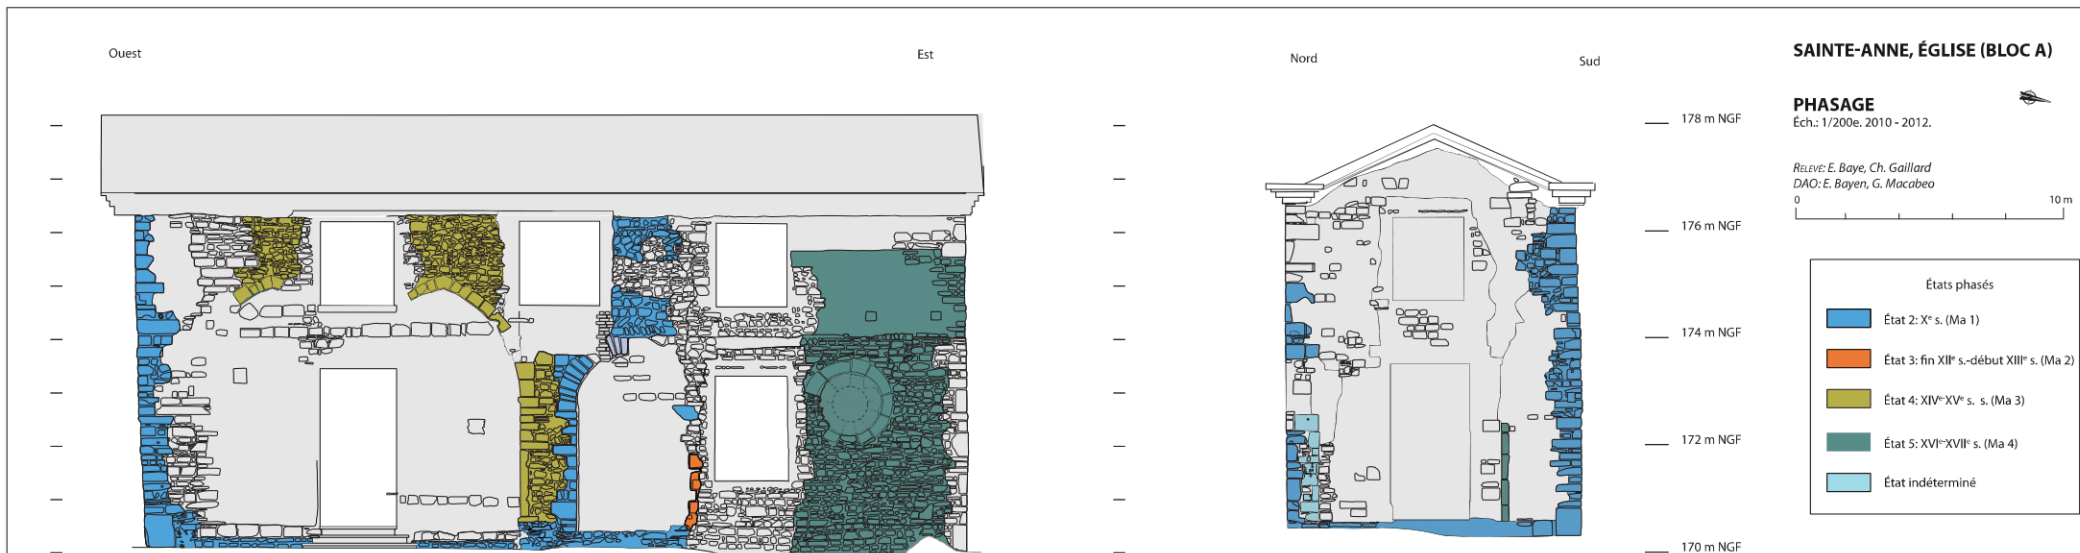 Ouest
Est
Nord
Sud
178 m NGF
176 m NGF
174 m NGF
172 m NGF
170 m NGF
SAINTE-ANNE, ÉGLISE (BLOC A)
PHASAGE
Éch.: 1/200e. 2010 - 2012.
RELEVÉ: E. Baye, Ch. Gaillard
DAO: E. Bayen, G. Macabeo
0 10 m
États phasés
État 2: Xᵉ s. (Ma 1)
État 3: fin XIIᵉ s.-début XIIIᵉ s. (Ma 2)
État 4: XIVᵉ-XVᵉ s. s. (Ma 3)
État 5: XVIᵉ-XVIIᵉ s. (Ma 4)
État indéterminé